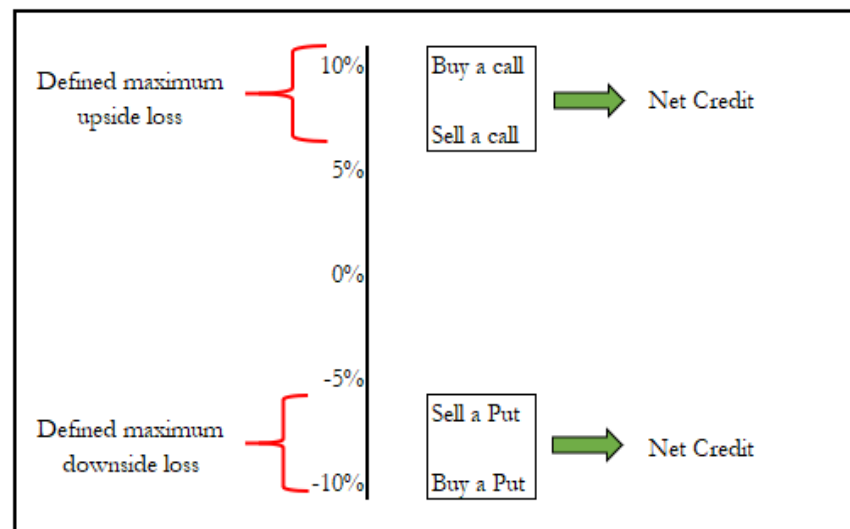 Defined maximum
upside loss
10%
Buy a call
Net Credit
Sell a call
5%
0%
-5%
Defined maximum
downside loss
Sell a Put
Net Credit
-10%
Buy a Put